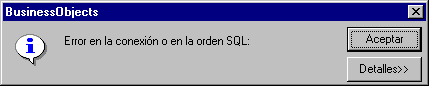 BusinessObjects
Error en la conexión o en la orden SQL:
Aceptar
Detalles>>